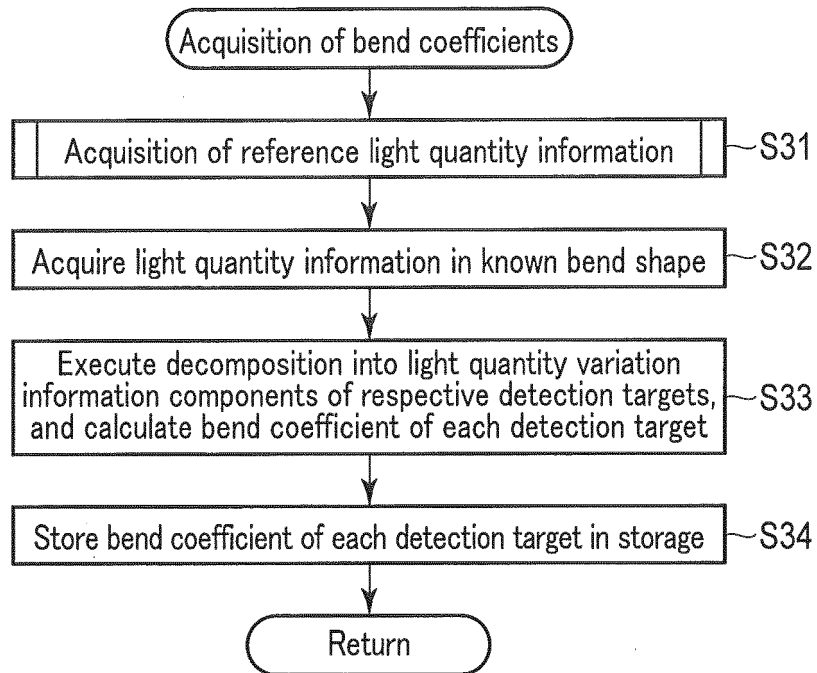 Acquisition of bend coefficients
Acquisition of reference light quantity information
S31
Acquire light quantity information in known bend shape
S32
Execute decomposition into light quantity variation
information components of respective detection targets,
and calculate bend coefficient of each detection target
S33
Store bend coefficient of each detection target in storage
S34
Return